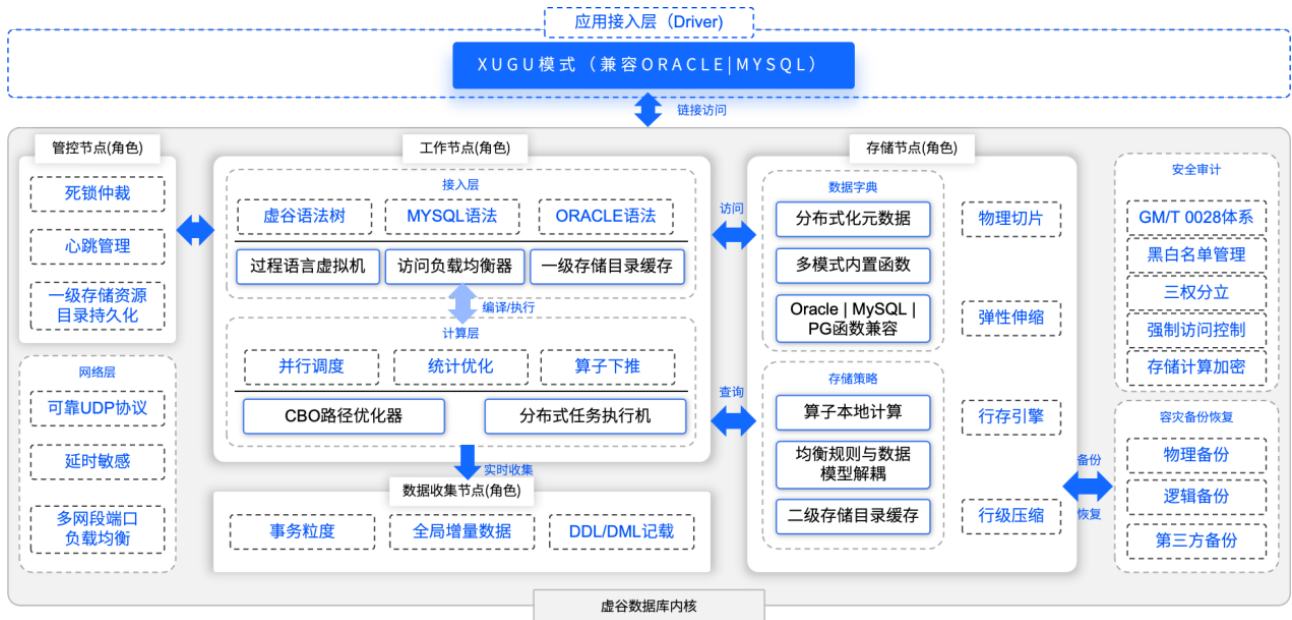 应用接入层（Driver)
XUGU模式（兼容ORACLE|MYSQL）
链接访问
管控节点(角色)
死锁仲裁
心跳管理
一级存储资源
目录持久化
网络层
可靠UDP协议
延时敏感
多网段端口
负载均衡
工作节点(角色)
接入层
虚谷语法树
MYSQL语法
ORACLE语法
过程语言虚拟机
访问负载均衡器
一级存储目录缓存
编译/执行
计算层
并行调度
统计优化
算子下推
CBO路径优化器
分布式任务执行机
实时收集
数据收集节点(角色)
事务粒度
全局增量数据
DDL/DML记载
访问
查询
存储节点(角色)
数据字典
分布式化元数据
多模式内置函数
Oracle | MySQL |
PG函数兼容
存储策略
算子本地计算
均衡规则与数据
模型解耦
二级存储目录缓存
物理切片
弹性伸缩
行存引擎
行级压缩
备份
恢复
安全审计
GM/T 0028体系
黑白名单管理
三权分立
强制访问控制
存储计算加密
容灾备份恢复
物理备份
逻辑备份
第三方备份
虚谷数据库内核